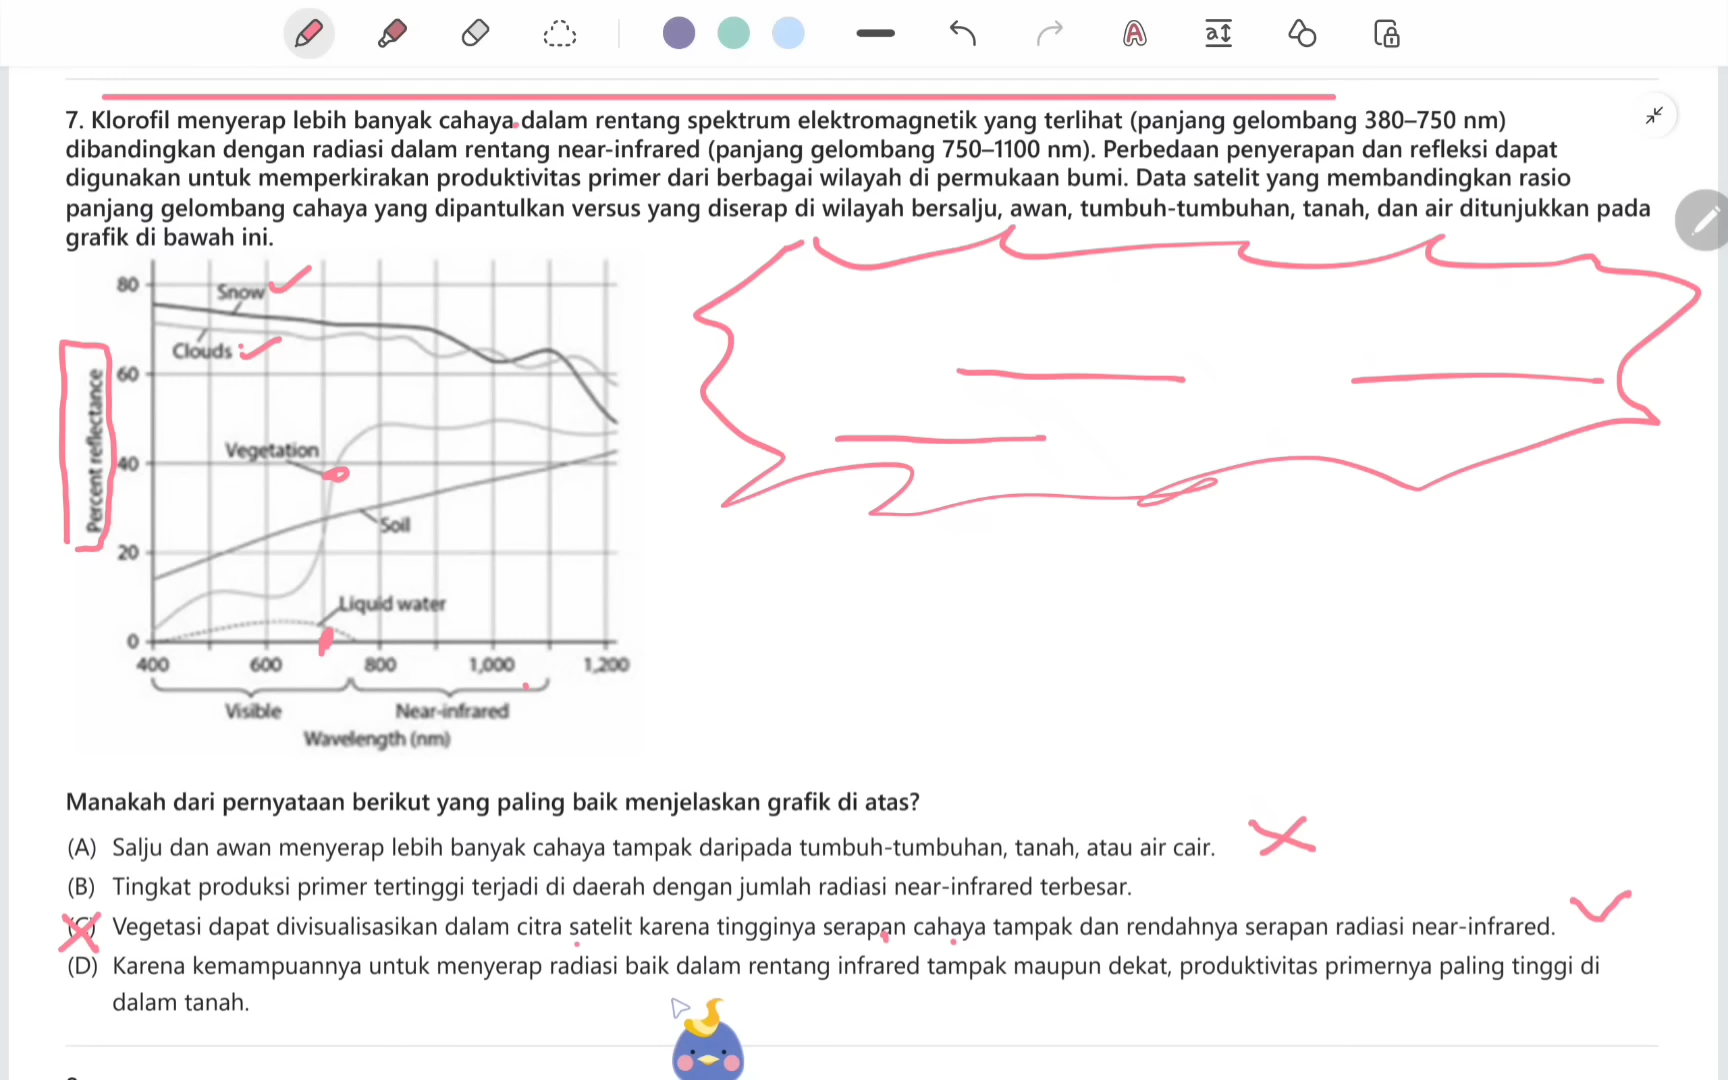 7. Klorofil menyerap lebih banyak cahaya dalam rentang spektrum elektromagnetik yang terlihat (panjang gelombang 380–750 nm)
dibandingkan dengan radiasi dalam rentang near-infrared (panjang gelombang 750–1100 nm). Perbedaan penyerapan dan refleksi dapat
digunakan untuk memperkirakan produktivitas primer dari berbagai wilayah di permukaan bumi. Data satelit yang membandingkan rasio
panjang gelombang cahaya yang dipantulkan versus yang diserap di wilayah bersalju, awan, tumbuh-tumbuhan, tanah, dan air ditunjukkan pada
grafik di bawah ini.
80
Snow
Clouds
60
Percent reflectance
Vegetation
40
Soil
20
Liquid water
0
400 600 800 1,000 1,200
Visible Near-infrared
Wavelength (nm)
Manakah dari pernyataan berikut yang paling baik menjelaskan grafik di atas?
(A) Salju dan awan menyerap lebih banyak cahaya tampak daripada tumbuh-tumbuhan, tanah, atau air cair.
(B) Tingkat produksi primer tertinggi terjadi di daerah dengan jumlah radiasi near-infrared terbesar.
(C) Vegetasi dapat divisualisasikan dalam citra satelit karena tingginya serapan cahaya tampak dan rendahnya serapan radiasi near-infrared.
(D) Karena kemampuannya untuk menyerap radiasi baik dalam rentang infrared tampak maupun dekat, produktivitas primernya paling tinggi di
dalam tanah.